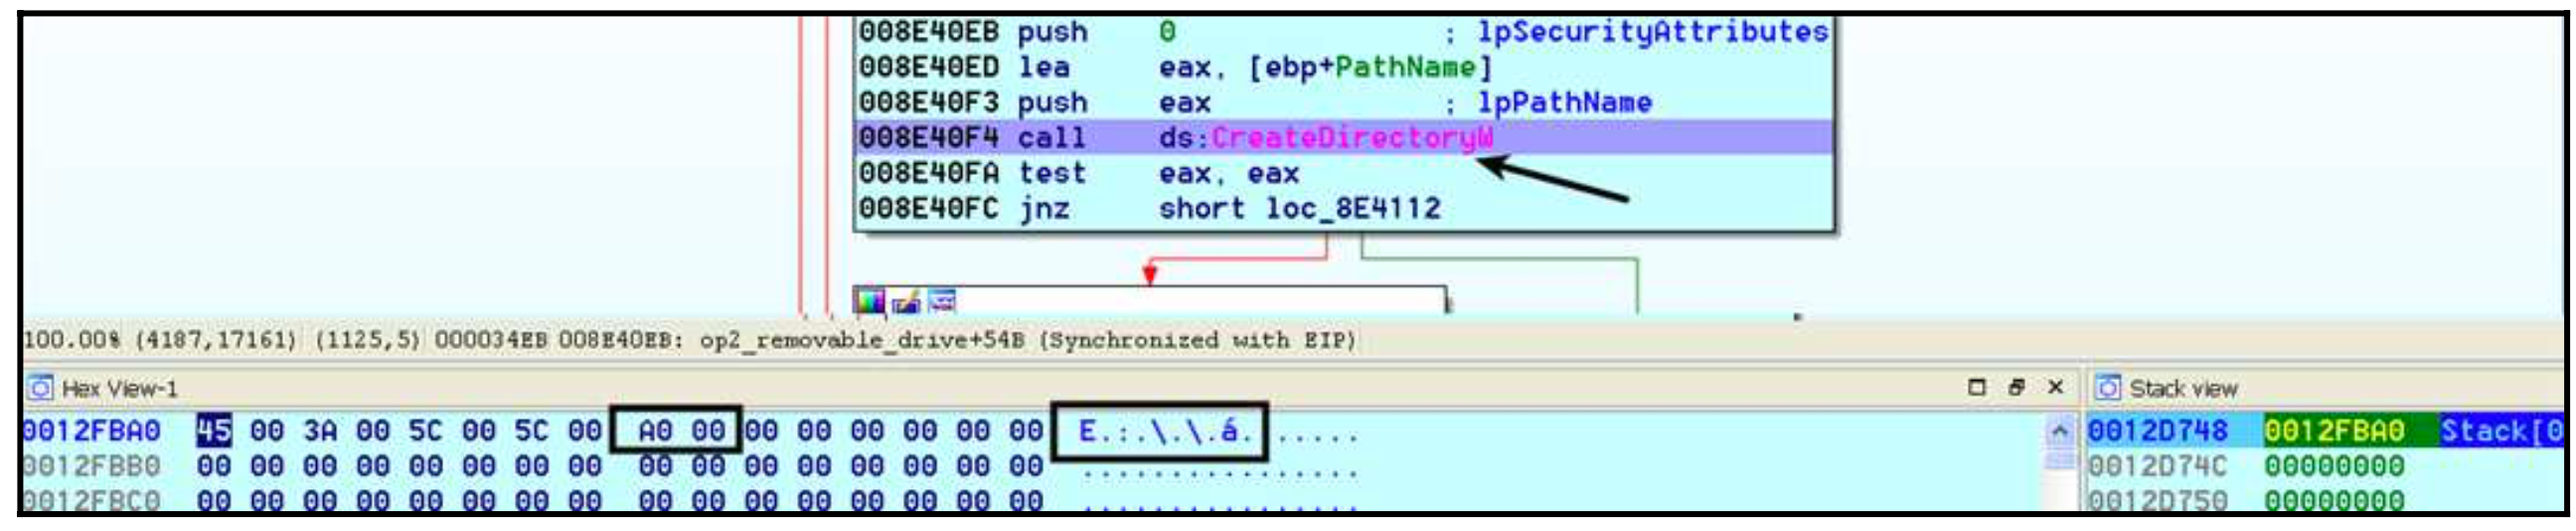 008E40EB push 0 ; lpSecurityAttributes
008E40ED lea eax, [ebp+PathName]
008E40F3 push eax ; lpPathName
008E40F4 call ds:CreateDirectoryW
008E40FA test eax, eax
008E40FC jnz short loc_8E4112
100.00% (4187,17161) (1125,5) 000034EB 008E40EB: op2_removable_drive+54B (Synchronized with EIP)
Hex View-1
Stack view
0012FBA0 45 00 3A 00 5C 00 5C 00 A0 00 00 00 00 00 00 00 E.:.\.\.á. .....
0012D748 0012FBA0 Stack[0
0012FBB0 00 00 00 00 00 00 00 00 00 00 00 00 00 00 00 00 ................
0012D74C 00000000
0012FBC0 00 00 00 00 00 00 00 00 00 00 00 00 00 00 00 00 ................
0012D750 00000000